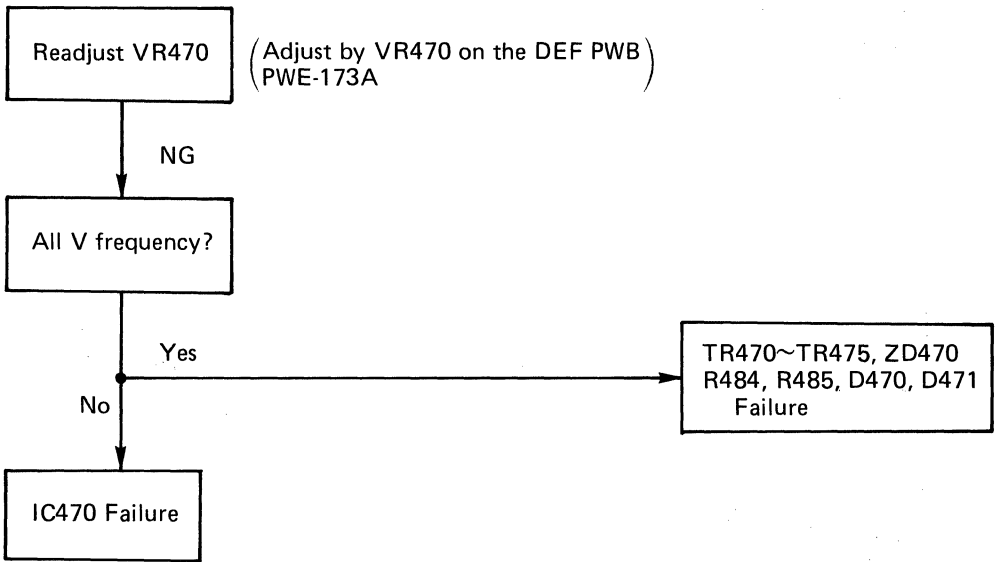 Readjust VR470
(Adjust by VR470 on the DEF PWB
PWE-173A)
NG
All V frequency?
Yes
No
TR470~TR475, ZD470
R484, R485, D470, D471
Failure
IC470 Failure